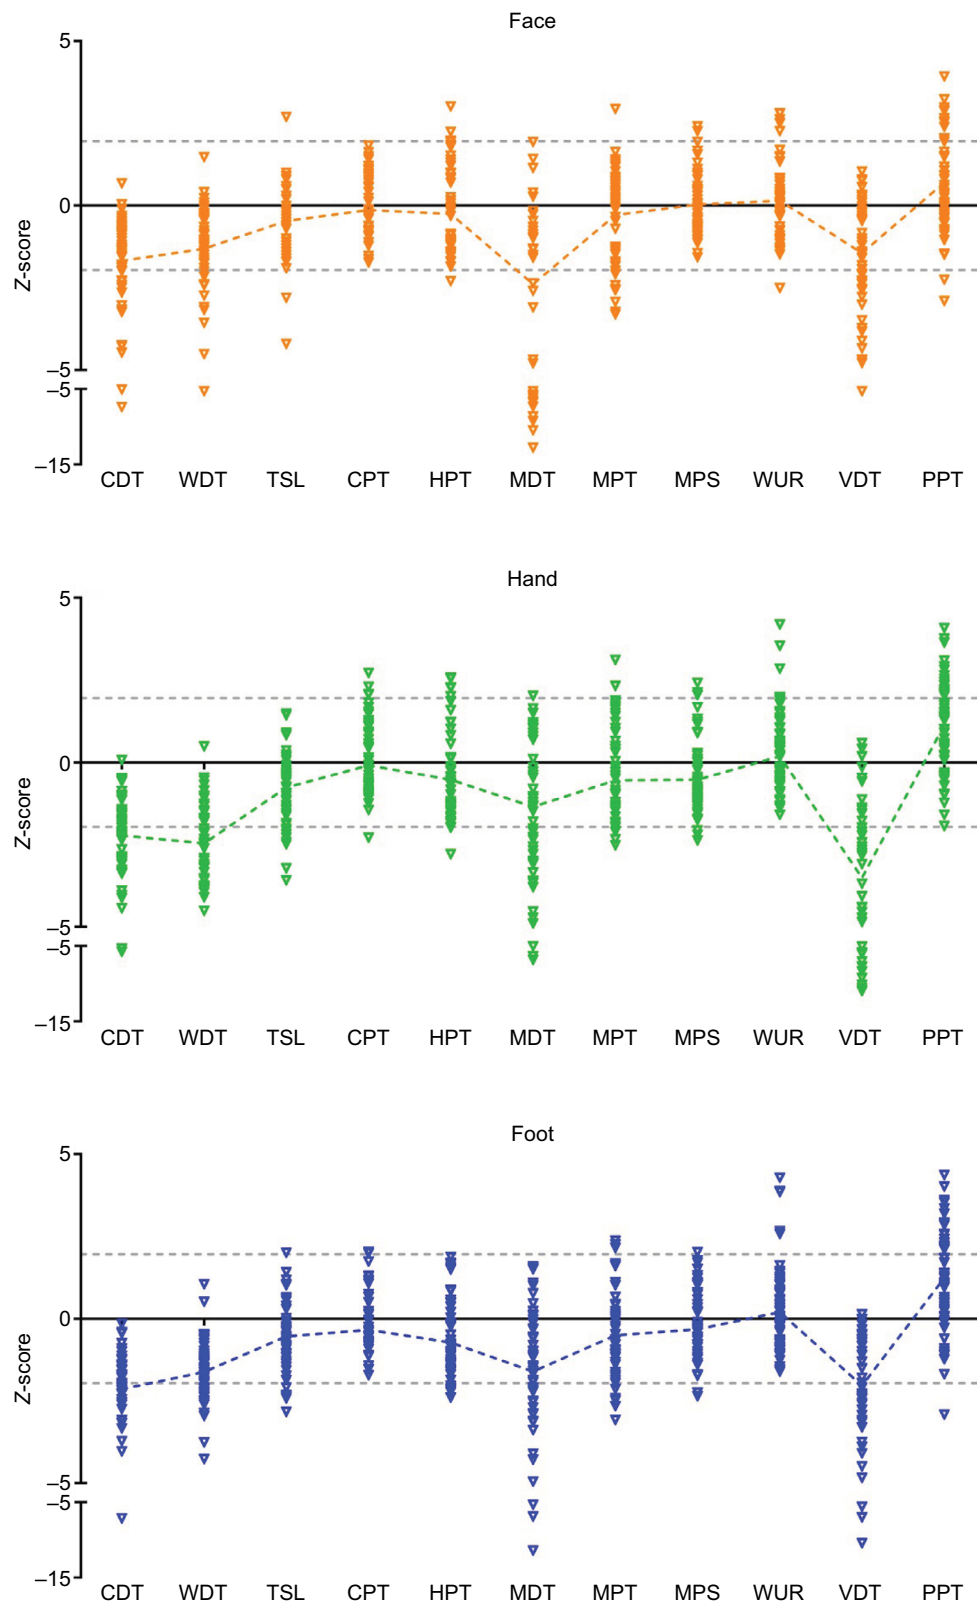 Face
5
0
Z-score
–5
–5
–15
CDT WDT TSL CPT HPT MDT MPT MPS WUR VDT PPT
Hand
5
0
Z-score
–5
–5
–15
CDT WDT TSL CPT HPT MDT MPT MPS WUR VDT PPT
Foot
5
0
Z-score
–5
–5
–15
CDT WDT TSL CPT HPT MDT MPT MPS WUR VDT PPT